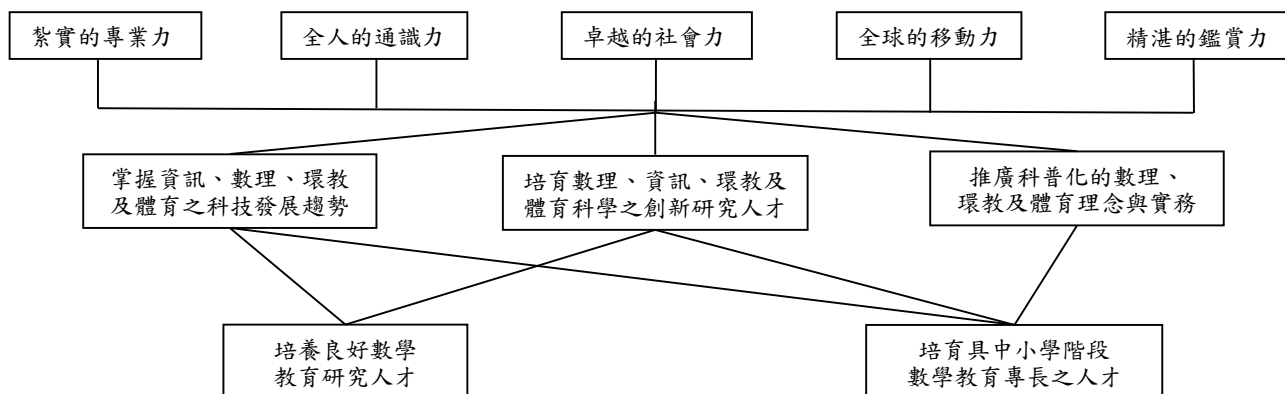 紮實的專業力
全人的通識力
卓越的社會力
全球的移動力
精湛的鑑賞力
掌握資訊、數理、環教
及體育之科技發展趨勢
培育數理、資訊、環教及
體育科學之創新研究人才
推廣科普化的數理、
環教及體育理念與實務
培養良好數學
教育研究人才
培育具中小學階段
數學教育專長之人才